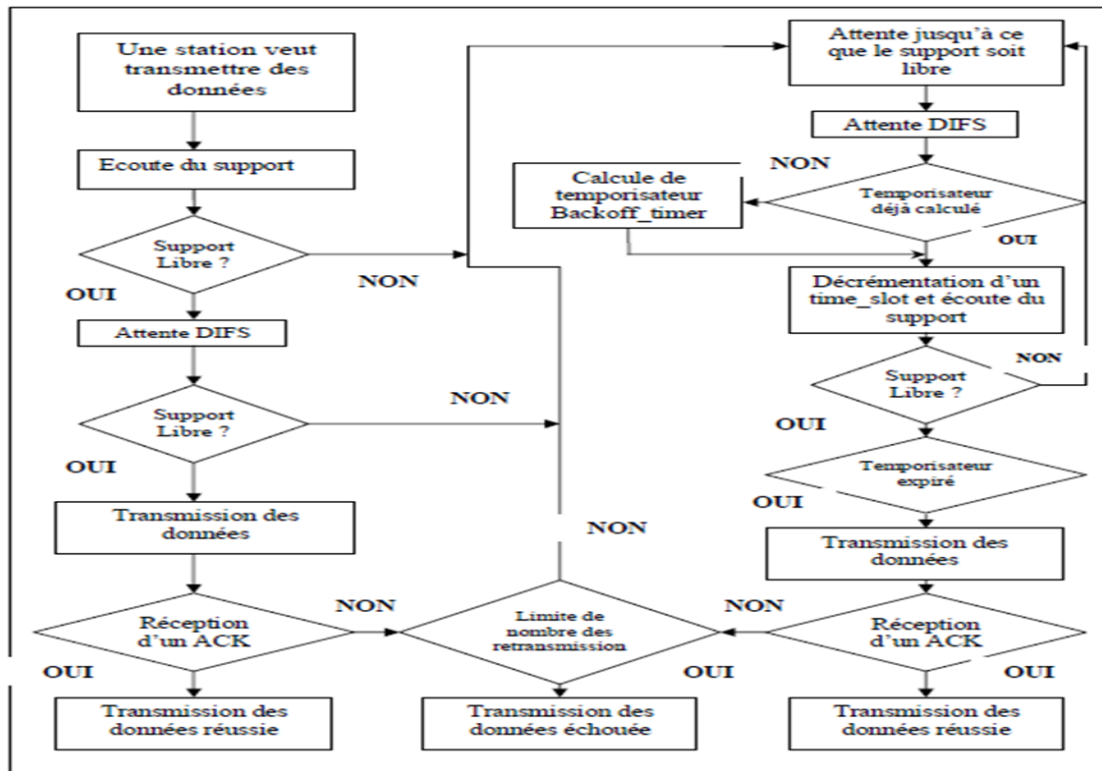 Une station veut
transmettre des
données
Ecoute du support
Support
Libre ?
NON
OUI
Attente DIFS
Support
Libre ?
NON
OUI
Transmission des
données
Réception
d'un ACK
NON
OUI
Transmission des
données réussie
NON
Limite de
nombre des
retransmission
OUI
Transmission des
données échouée
Attente jusqu'à ce
que le support soit
libre
Attente DIFS
NON
Temporisateur
déjà calculé
Calcule de
temporisateur
Backoff_timer
OUI
Décrémentation d'un
time_slot et écoute du
support
NON
Support
Libre ?
OUI
Temporisateur
expiré
OUI
Transmission des
données
NON
Réception
d'un ACK
OUI
Transmission des
données réussie